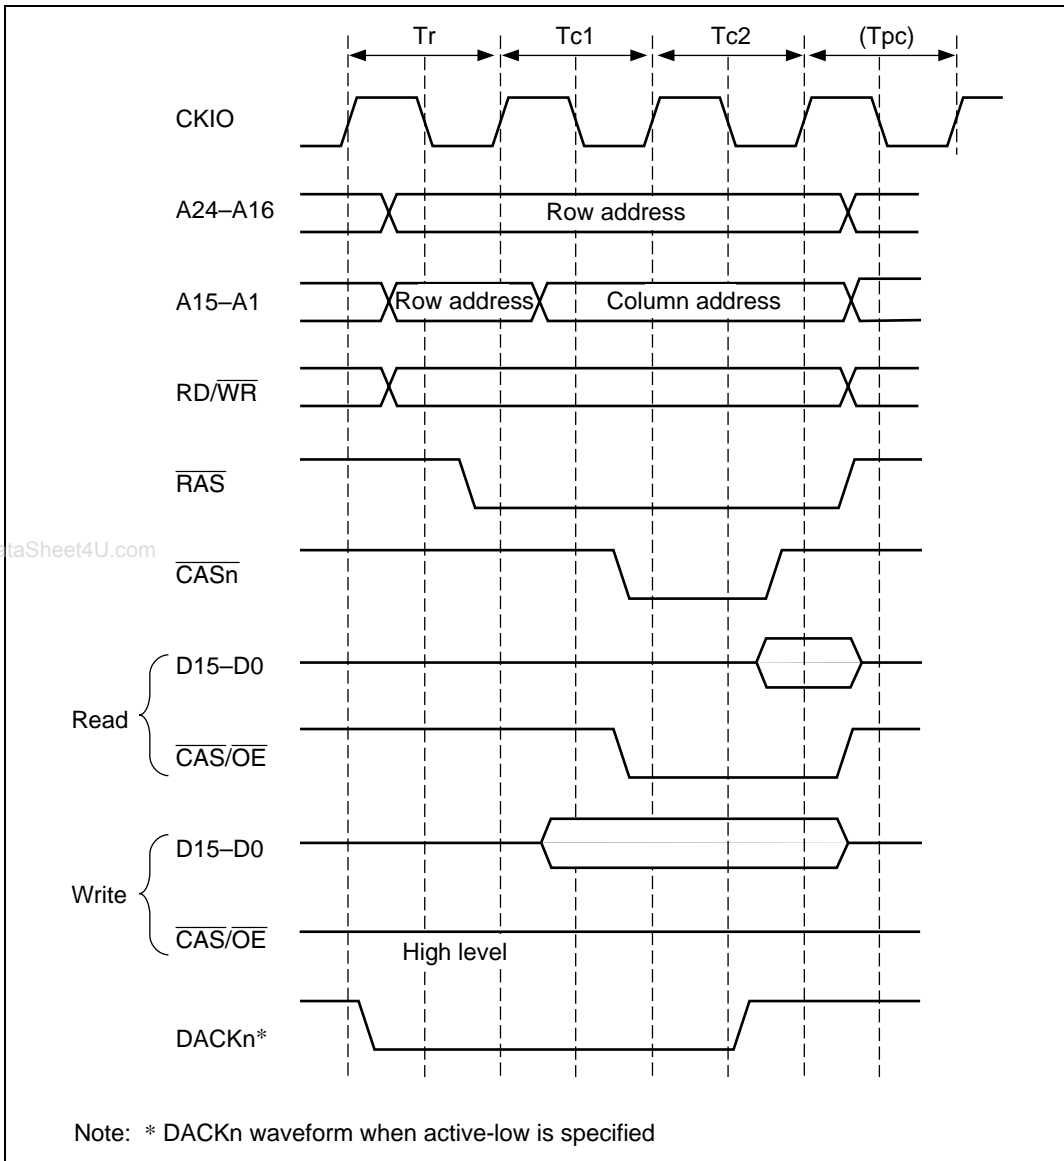 Tr Tc1 Tc2 (Tpc)
CKIO
A24–A16 Row address
A15–A1 Row address Column address
RD/WR
RAS
ataSheet4U.com
CASn
D15–D0
Read
CAS/OE
D15–D0
Write
CAS/OE
High level
DACKn*
Note: * DACKn waveform when active-low is specified